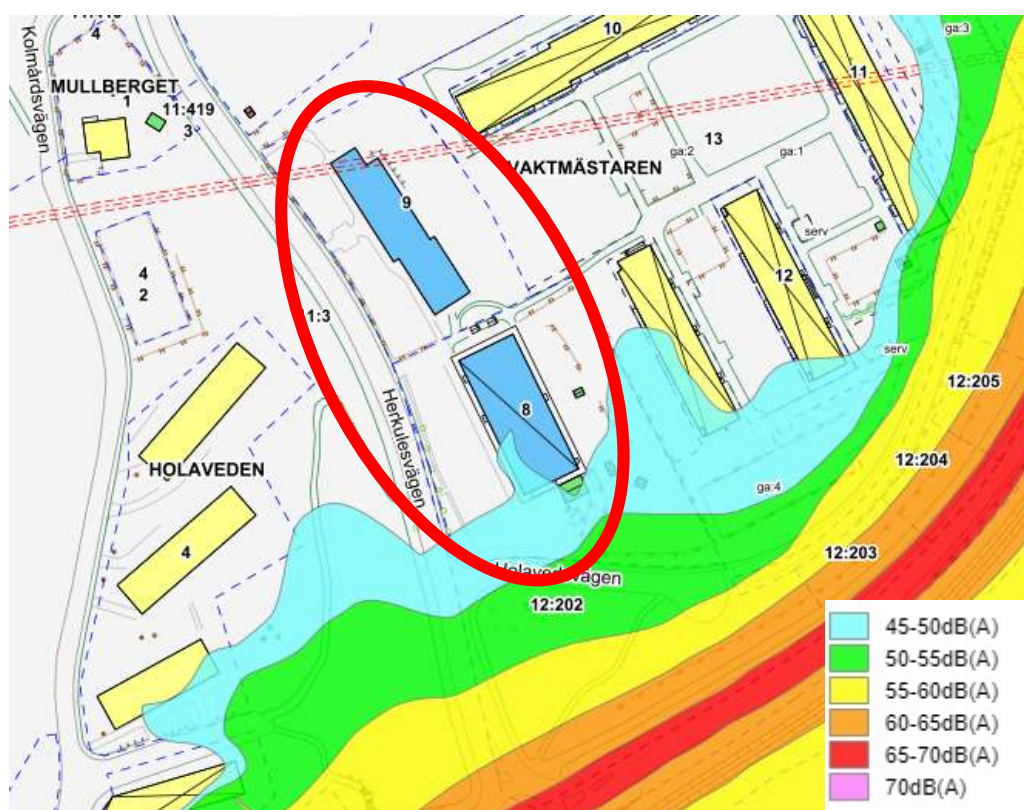 4
10
ga:3
Kolmårdsvägen
MULLBERGET
1
11:419
3
11
ga:2
13
ga:1
VAKTMÄSTAREN
9
serv
4
2
12
1:3
serv
12:205
Herkulesvägen
8
HOLAVEDEN
12:204
ga:4
4
12:203
Holavedsvägen
12:202
45-50dB(A)
50-55dB(A)
55-60dB(A)
60-65dB(A)
65-70dB(A)
70dB(A)